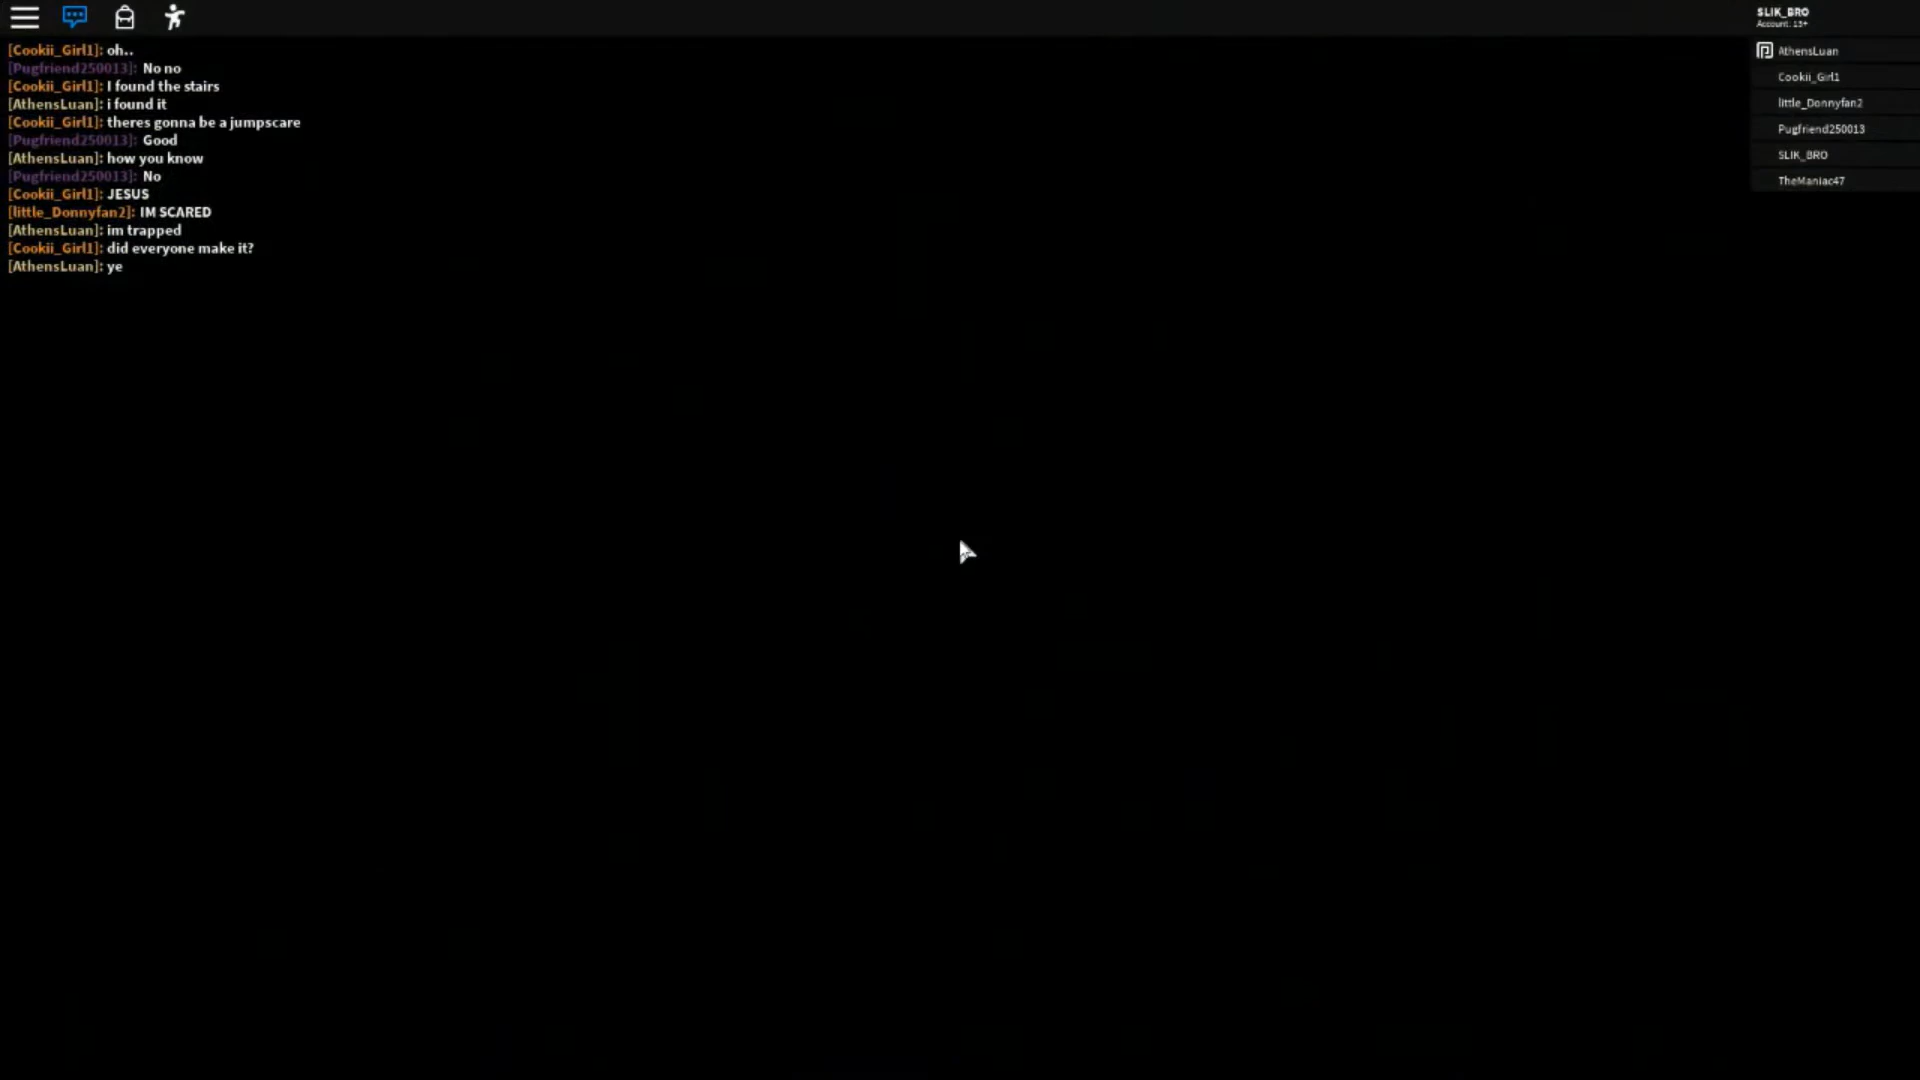 SLIK_BRO
Account: 13+
[Cookii_Girl1]: oh..
[Pugfriend250013]: No no
[Cookii_Girl1]: I found the stairs
[AthensLuan]: i found it
[Cookii_Girl1]: theres gonna be a jumpscare
[Pugfriend250013]: Good
[AthensLuan]: how you know
[Pugfriend250013]: No
[Cookii_Girl1]: JESUS
[little_Donnyfan2]: IM SCARED
[AthensLuan]: im trapped
[Cookii_Girl1]: did everyone make it?
[AthensLuan]: ye
AthensLuan
Cookii_Girl1
little_Donnyfan2
Pugfriend250013
SLIK_BRO
TheManiac47